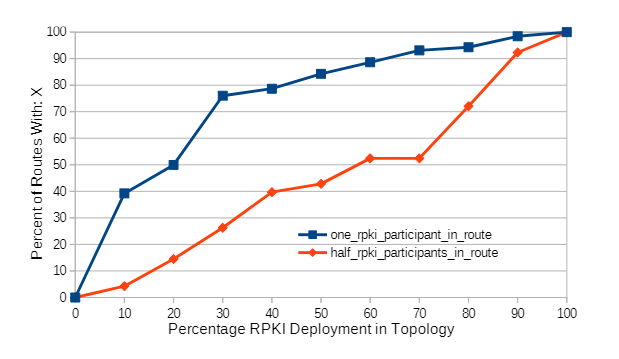 Percent of Routes With: X
100
90
80
70
60
50
40
30
20
10
0
one_rpki_participant_in_route
half_rpki_participants_in_route
0 10 20 30 40 50 60 70 80 90 100
Percentage RPKI Deployment in Topology